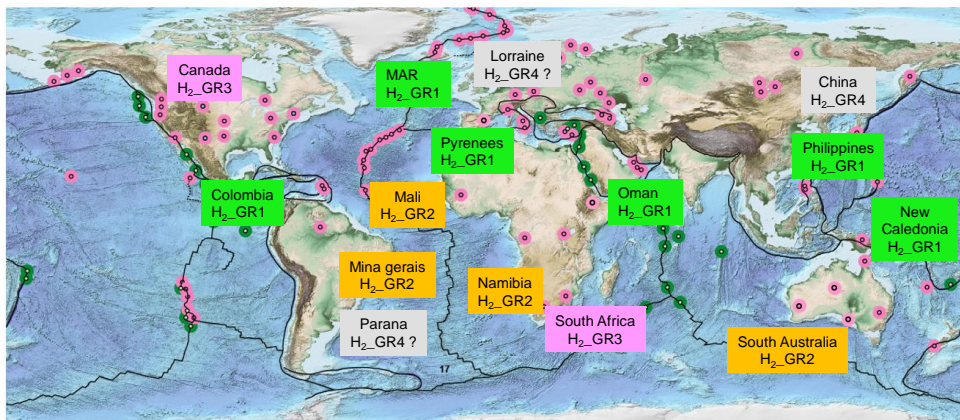 Canada
H₂_GR3
MAR
H₂_GR1
Lorraine
H₂_GR4 ?
China
H₂_GR4
Pyrenees
H₂_GR1
Philippines
H₂_GR1
Colombia
H₂_GR1
Mali
H₂_GR2
Oman
H₂_GR1
New
Caledonia
H₂_GR1
Mina gerais
H₂_GR2
Namibia
H₂_GR2
Parana
H₂_GR4 ?
South Africa
H₂_GR3
South Australia
H₂_GR2
17